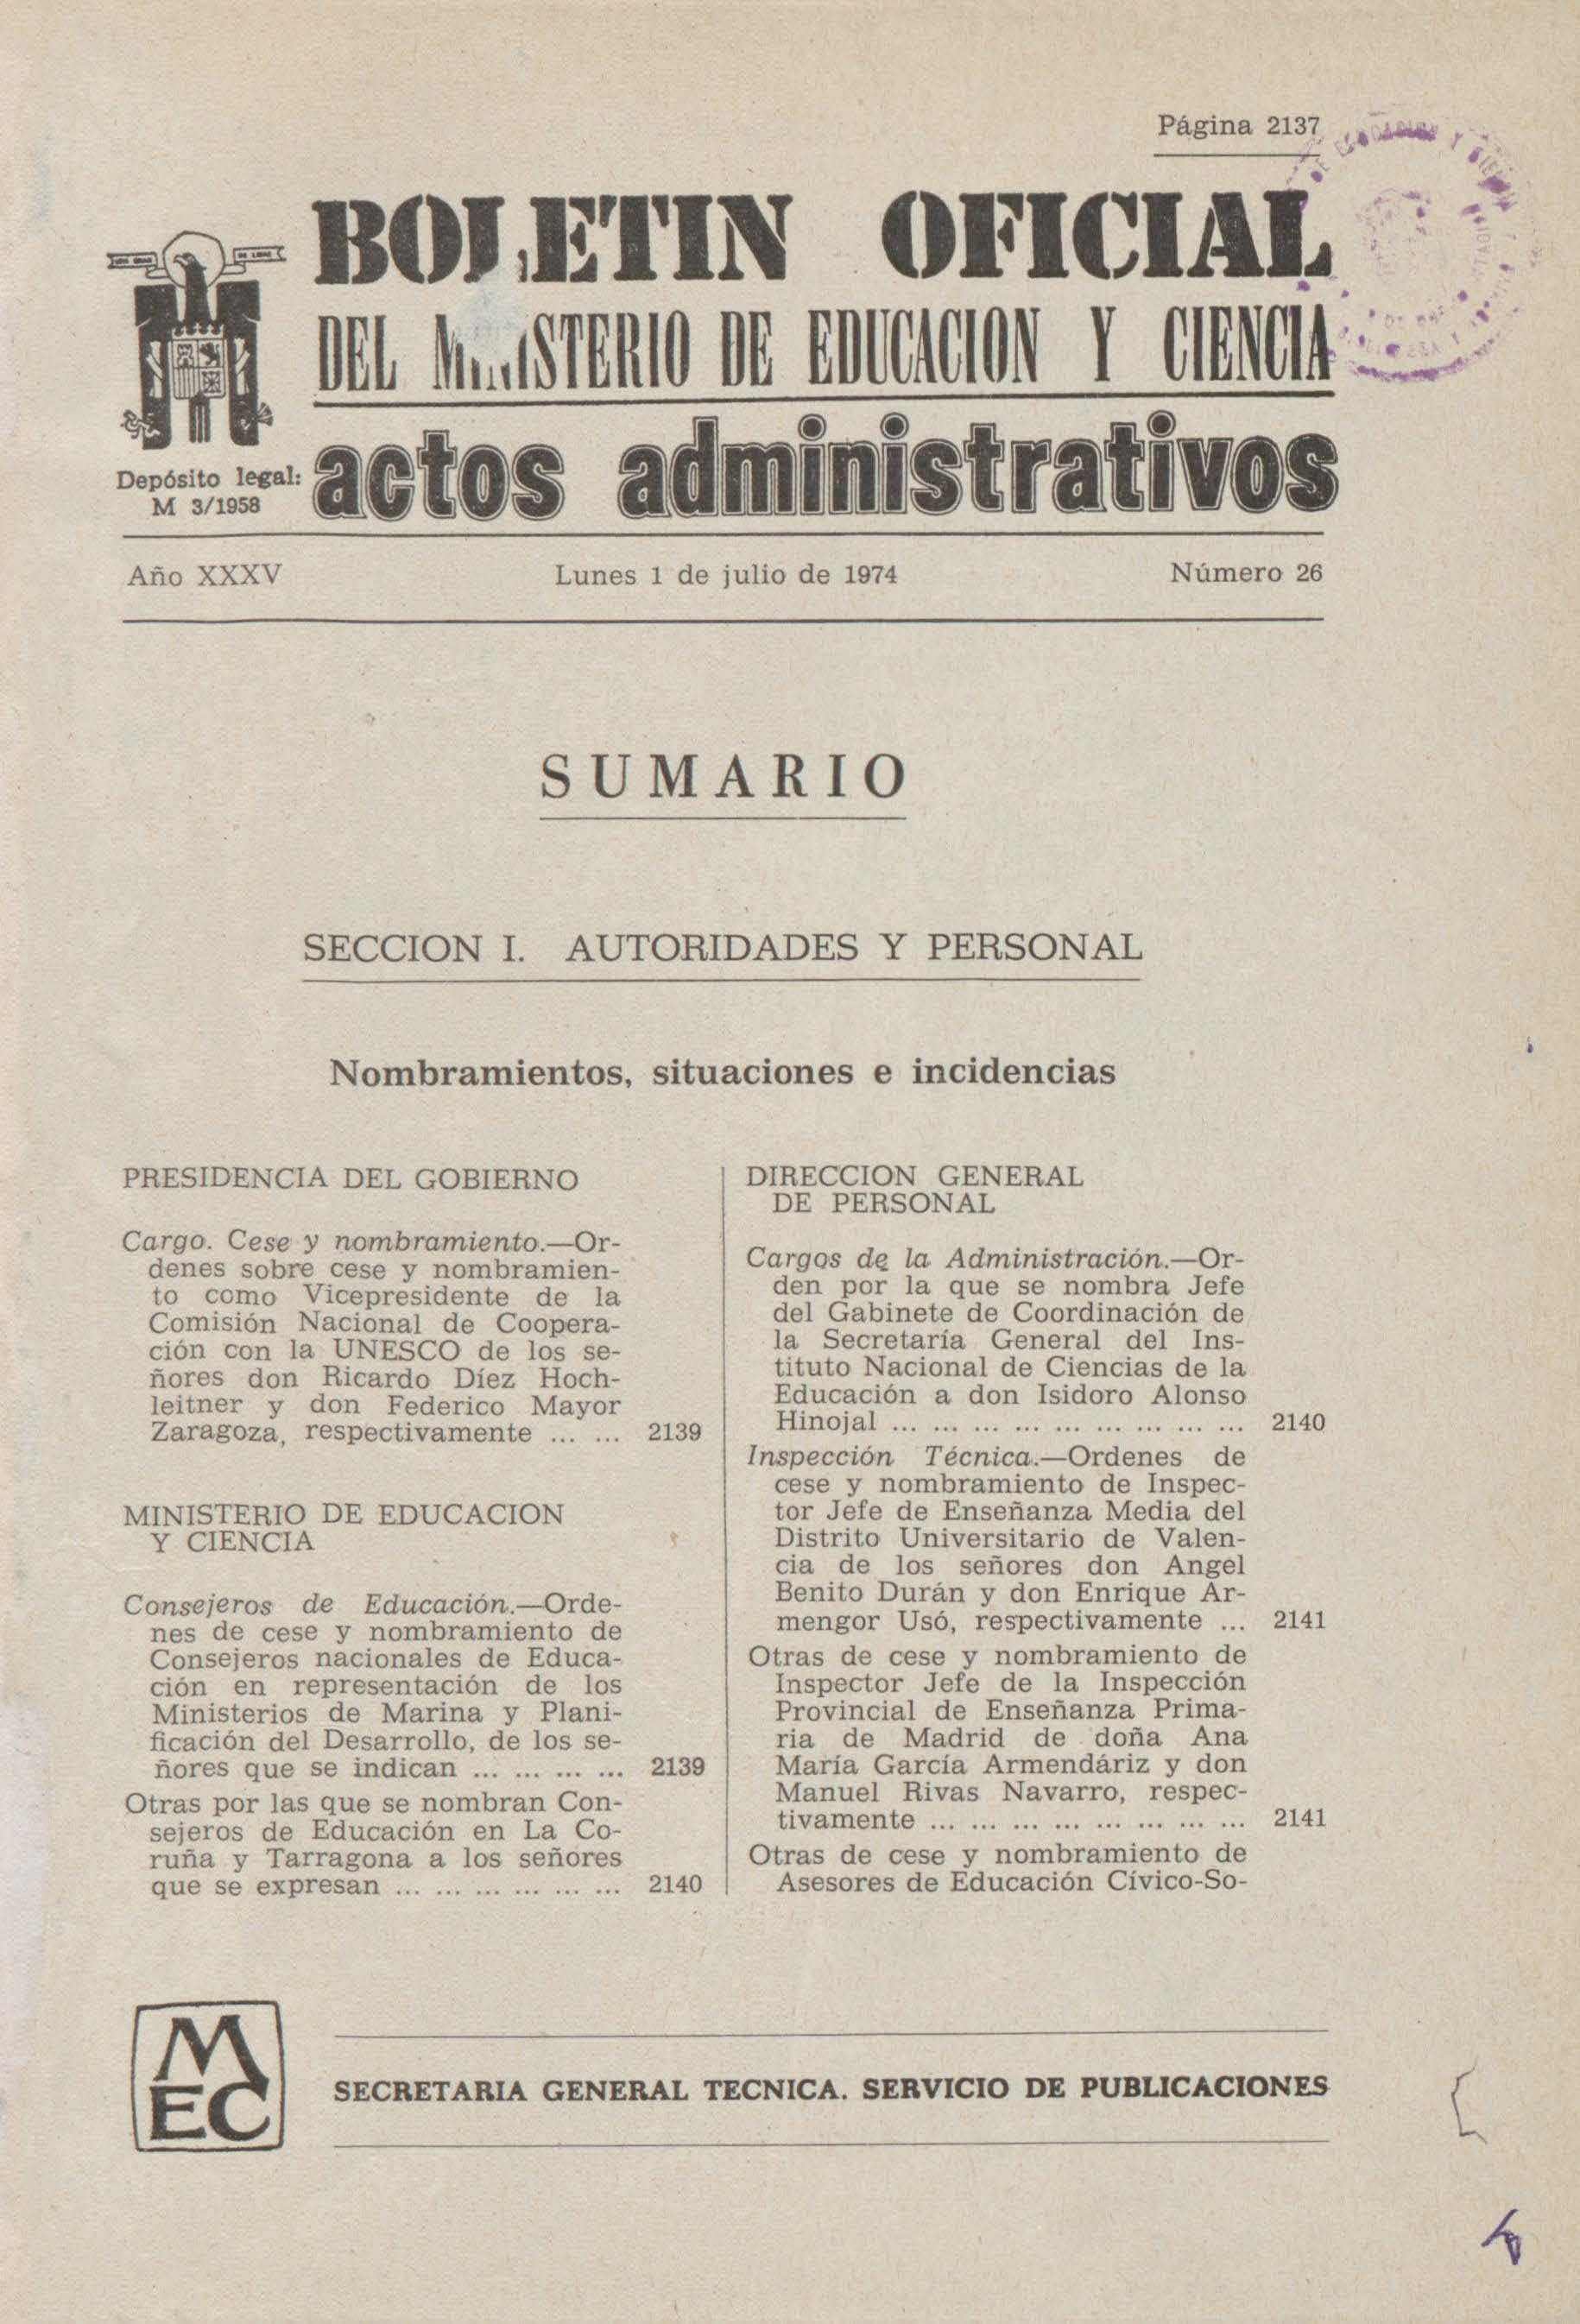 Página 2137
BOLETIN OFICIAL
DEL MINISTERIO DE EDUCACION Y CIENCIA
actos administrativos
Depósito legal:
M 3/1958
Año XXXV Lunes 1 de julio de 1974 Número 26
SUMARIO
SECCION I. AUTORIDADES Y PERSONAL
Nombramientos, situaciones e incidencias
PRESIDENCIA DEL GOBIERNO
Cargo. Cese y nombramiento.—Or-
denes sobre cese y nombramien-
to como Vicepresidente de la
Comisión Nacional de Coopera-
ción con la UNESCO de los se-
ñores don Ricardo Díez Hoch-
leitner y don Federico Mayor
Zaragoza, respectivamente ... ... 2139
MINISTERIO DE EDUCACION
Y CIENCIA
Consejeros de Educación.—Orde-
nes de cese y nombramiento de
Consejeros nacionales de Educa-
ción en representación de los
Ministerios de Marina y Plani-
ficación del Desarrollo, de los se-
ñores que se indican ... ... ... ... 2139
Otras por las que se nombran Con-
sejeros de Educación en La Co-
ruña y Tarragona a los señores
que se expresan ... ... ... ... ... ... 2140
DIRECCION GENERAL
DE PERSONAL
Cargos de la Administración.—Or-
den por la que se nombra Jefe
del Gabinete de Coordinación de
la Secretaría General del Ins-
tituto Nacional de Ciencias de la
Educación a don Isidoro Alonso
Hinojal ... ... ... ... ... ... ... ... ... 2140
Inspección Técnica.—Ordenes de
cese y nombramiento de Inspec-
tor Jefe de Enseñanza Media del
Distrito Universitario de Valen-
cia de los señores don Angel
Benito Durán y don Enrique Ar-
mengor Usó, respectivamente ... 2141
Otras de cese y nombramiento de
Inspector Jefe de la Inspección
Provincial de Enseñanza Prima-
ria de Madrid de doña Ana
María García Armendáriz y don
Manuel Rivas Navarro, respec-
tivamente ... ... ... ... ... ... ... ... 2141
Otras de cese y nombramiento de
Asesores de Educación Cívico-So-
MEC
SECRETARIA GENERAL TECNICA. SERVICIO DE PUBLICACIONES